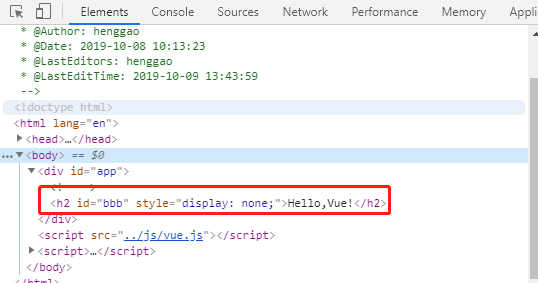 Elements Console Sources Network Performance Memory Appli
* @Author: henggao
* @Date: 2019-10-08 10:13:23
* @LastEditors: henggao
* @LastEditTime: 2019-10-09 13:43:59
-->
<!doctype html>
<html lang="en">
▶<head>…</head>
…▼<body> == $0
▼<div id="app">
<h2 id="bbb" style="display: none;">Hello,Vue!</h2>
</div>
<script src="../js/vue.js"></script>
▶<script>…</script>
</body>
</html>